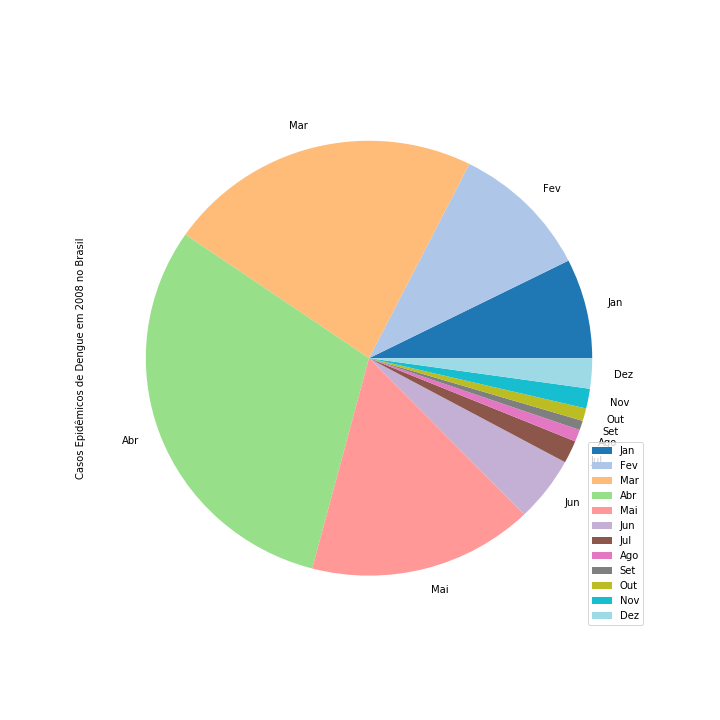 Casos Epidêmicos de Dengue em 2008 no Brasil
Mar
Fev
Jan
Abr
Dez
Nov
Out
Set
Ago
Jul
Jun
Mai
Jan
Fev
Mar
Abr
Mai
Jun
Jul
Ago
Set
Out
Nov
Dez